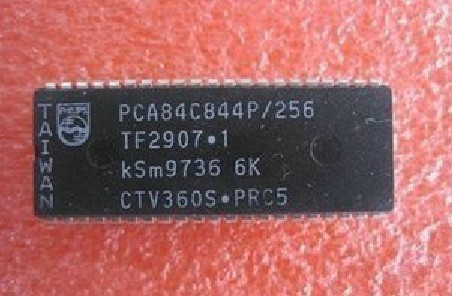 TAIWAN
PHILIPS
PCA84C844P/256
TF2907•1
kSm9736 6K
CTV360S•PRC5